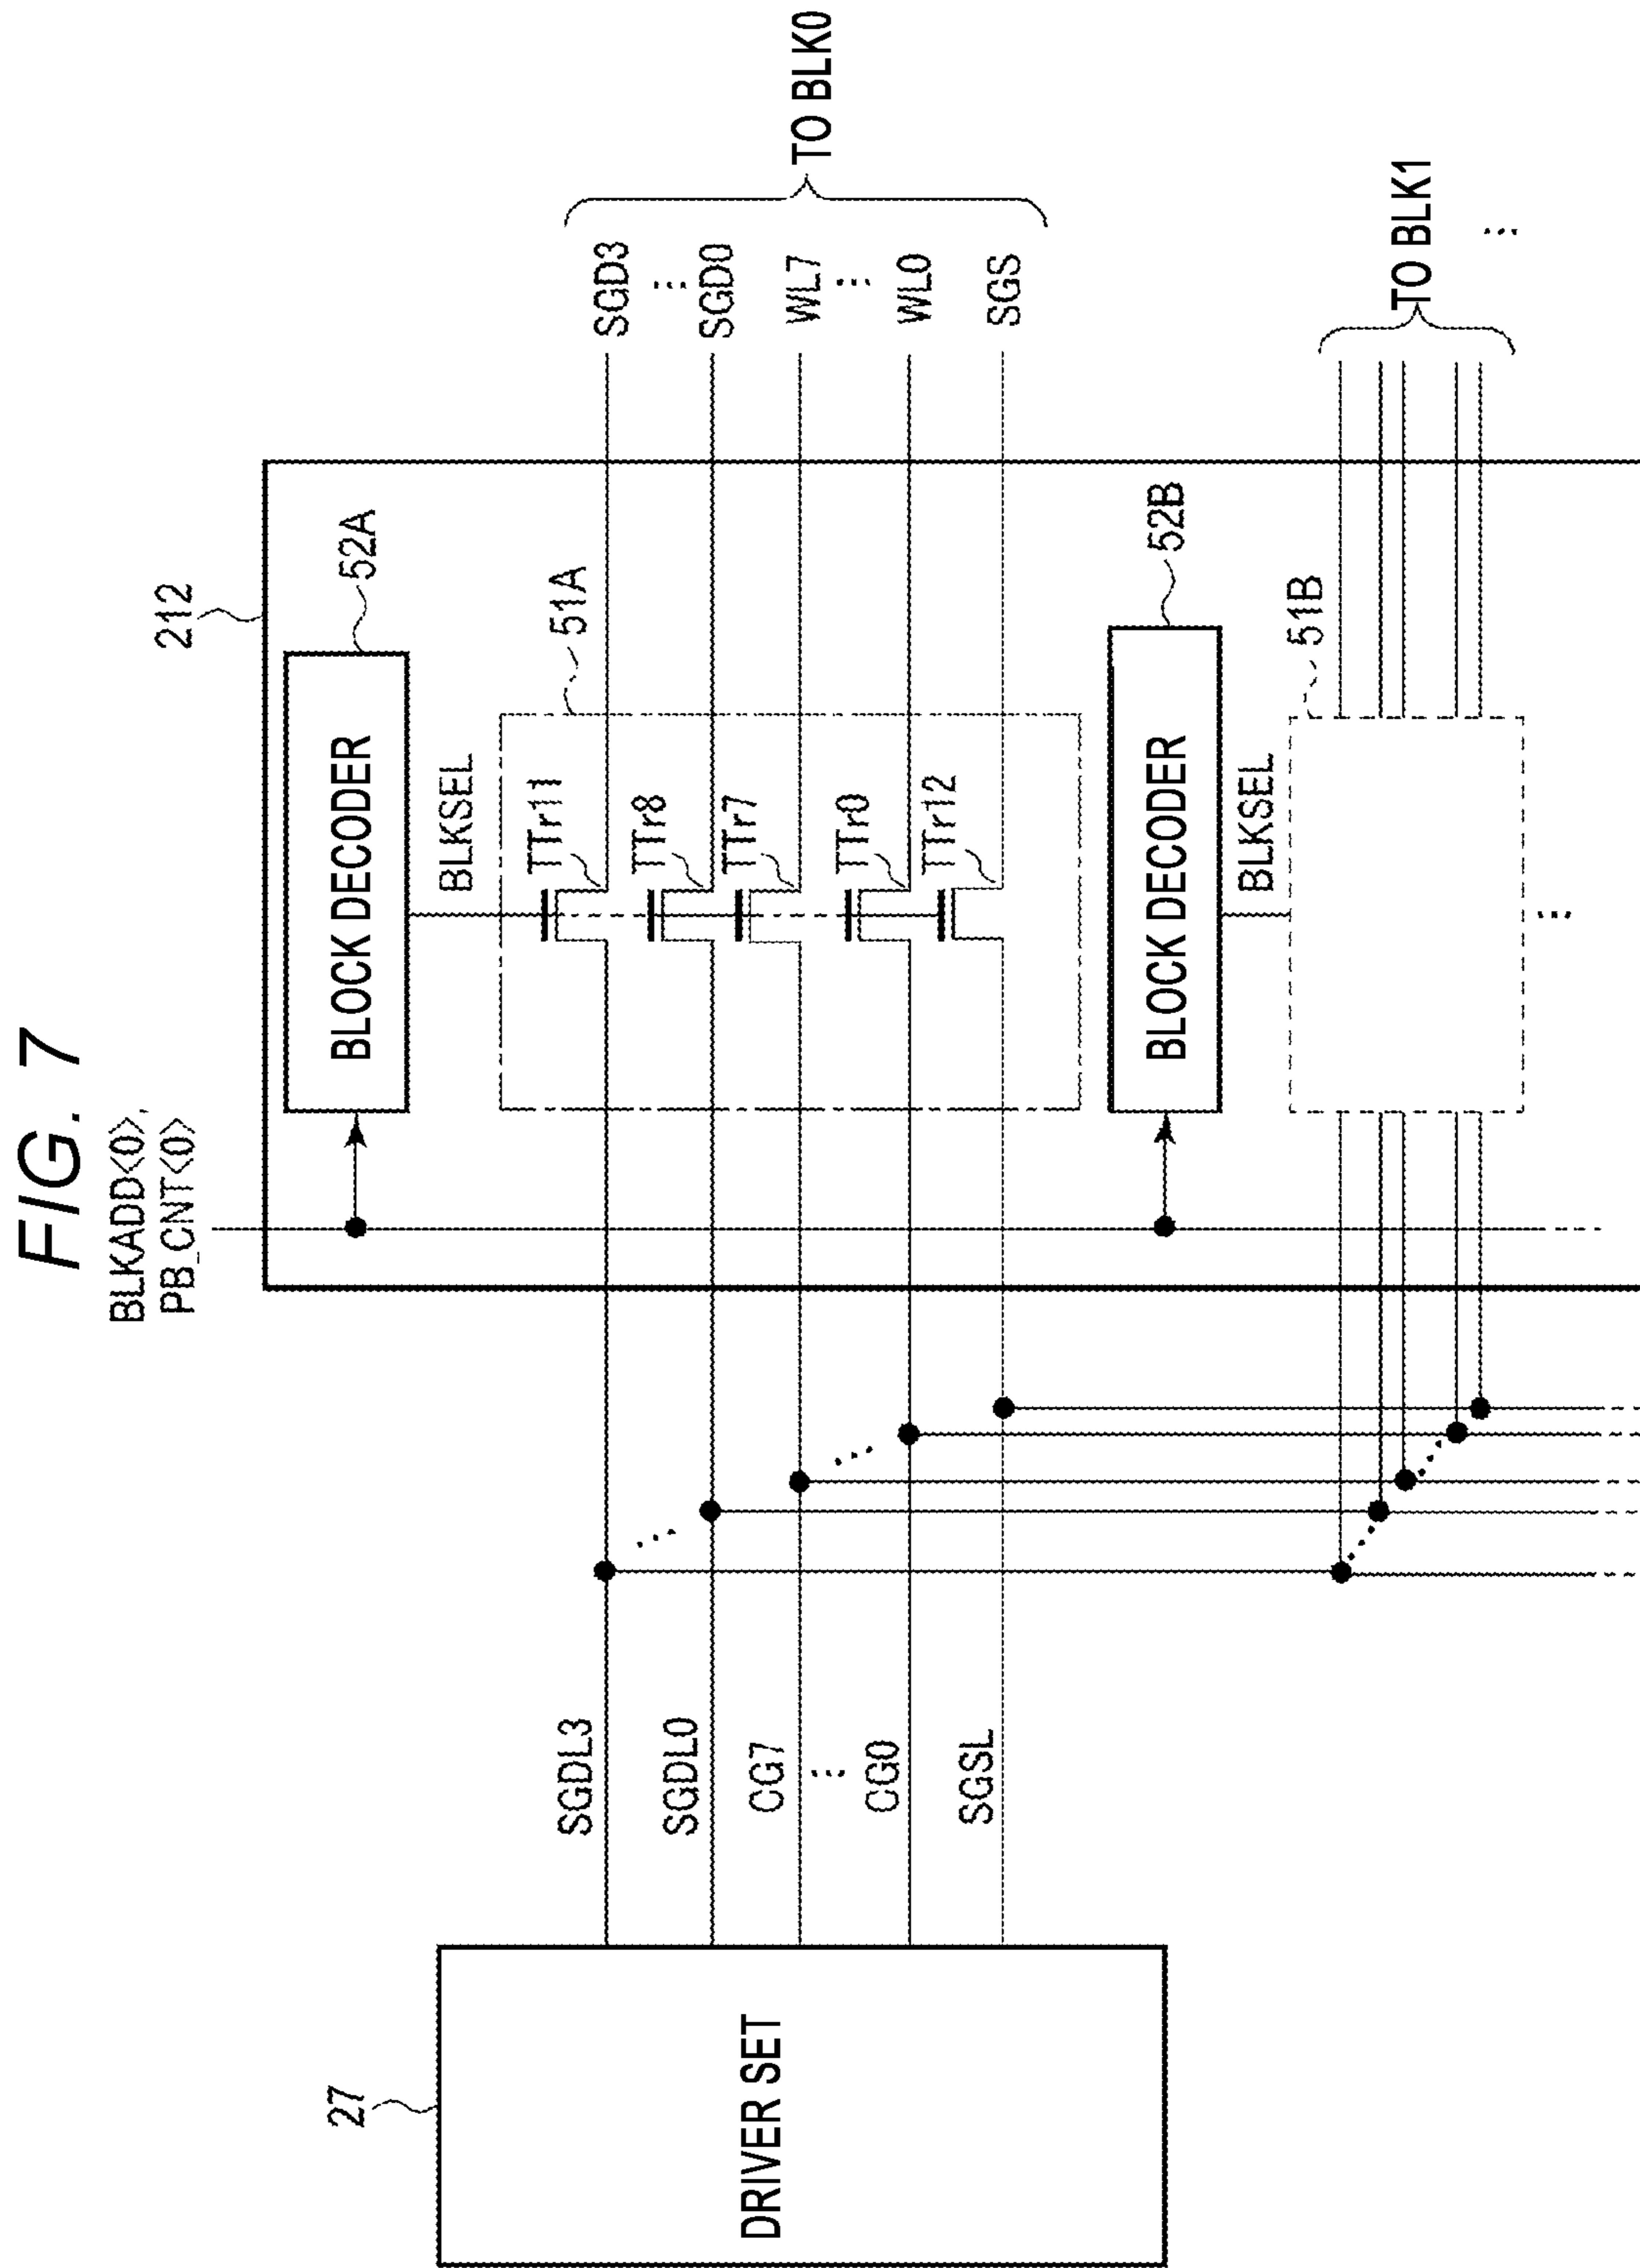 FIG. 7
BLKADD<0>,
PB_CNT<0>
212
BLOCK DECODER
52A
BLKSEL
51A
TTr11
TTr8
TTr7
TTr0
TTr12
27
DRIVER SET
SGDL3
SGDL0
CG7
⋮
CG0
SGSL
SGD3
⋮
SGD0
WL7
⋮
WL0
SGS
TO BLK0
BLOCK DECODER
52B
BLKSEL
51B
TO BLK1
⋮